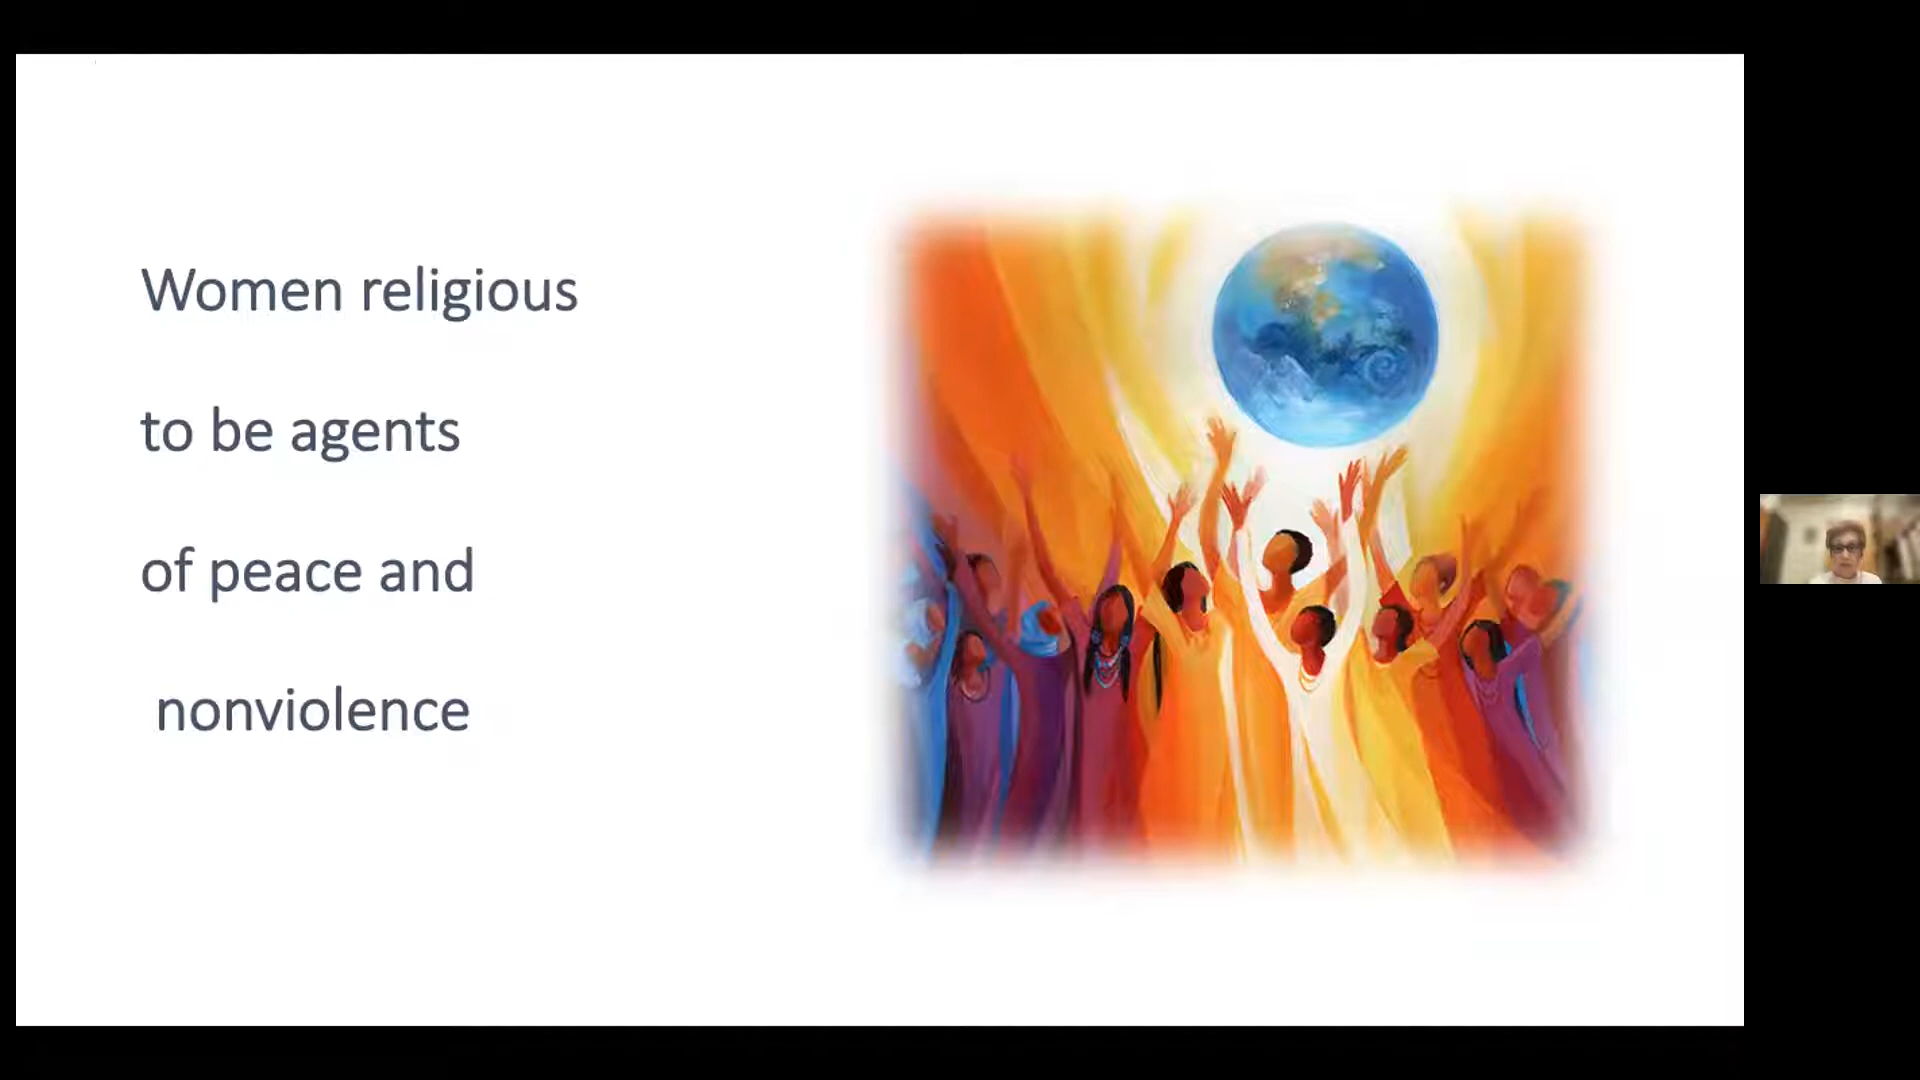 Women religious
to be agents
of peace and
nonviolence